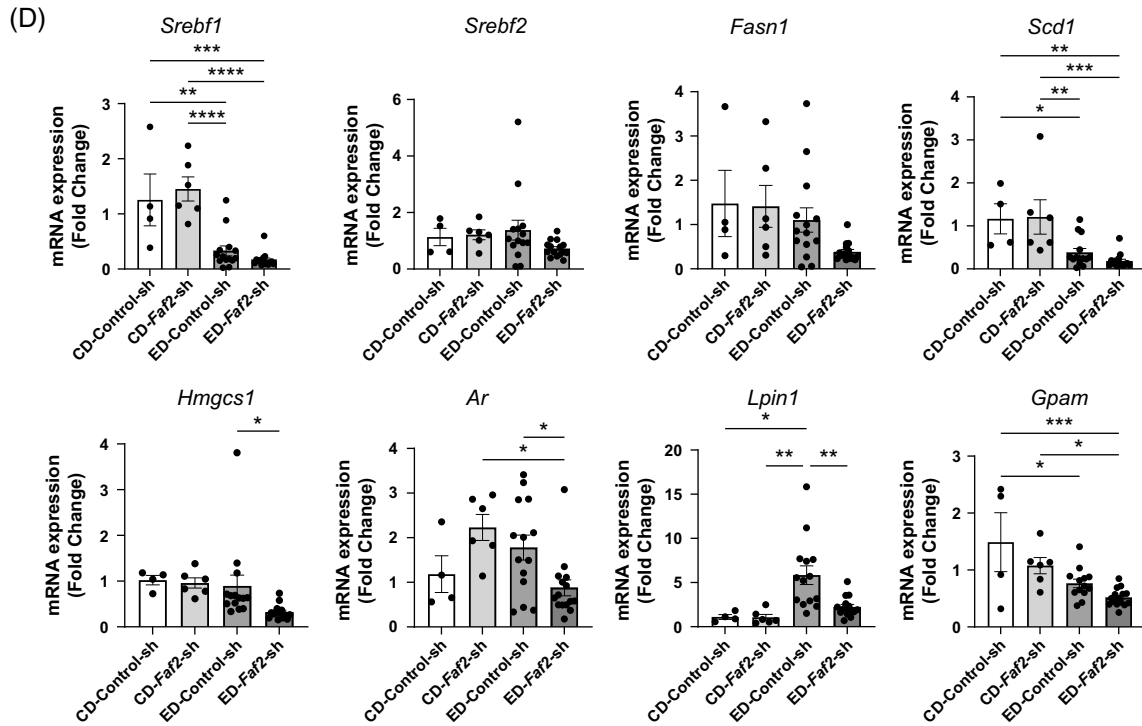 (D)
Srebf1
***
****
**
****
mRNA expression
(Fold Change)
3
2
1
0
CD-Control-sh
CD-Faf2-sh
ED-Control-sh
ED-Faf2-sh
Srebf2
mRNA expression
(Fold Change)
6
4
2
0
CD-Control-sh
CD-Faf2-sh
ED-Control-sh
ED-Faf2-sh
Fasn1
mRNA expression
(Fold Change)
4
3
2
1
0
CD-Control-sh
CD-Faf2-sh
ED-Control-sh
ED-Faf2-sh
Scd1
**
***
**
*
mRNA expression
(Fold Change)
4
3
2
1
0
CD-Control-sh
CD-Faf2-sh
ED-Control-sh
ED-Faf2-sh
Hmgcs1
*
mRNA expression
(Fold Change)
4
3
2
1
0
CD-Control-sh
CD-Faf2-sh
ED-Control-sh
ED-Faf2-sh
Ar
*
*
mRNA expression
(Fold Change)
4
3
2
1
0
CD-Control-sh
CD-Faf2-sh
ED-Control-sh
ED-Faf2-sh
Lpin1
*
** **
mRNA expression
(Fold Change)
20
15
10
5
0
CD-Control-sh
CD-Faf2-sh
ED-Control-sh
ED-Faf2-sh
Gpam
***
*
*
mRNA expression
(Fold Change)
3
2
1
0
CD-Control-sh
CD-Faf2-sh
ED-Control-sh
ED-Faf2-sh